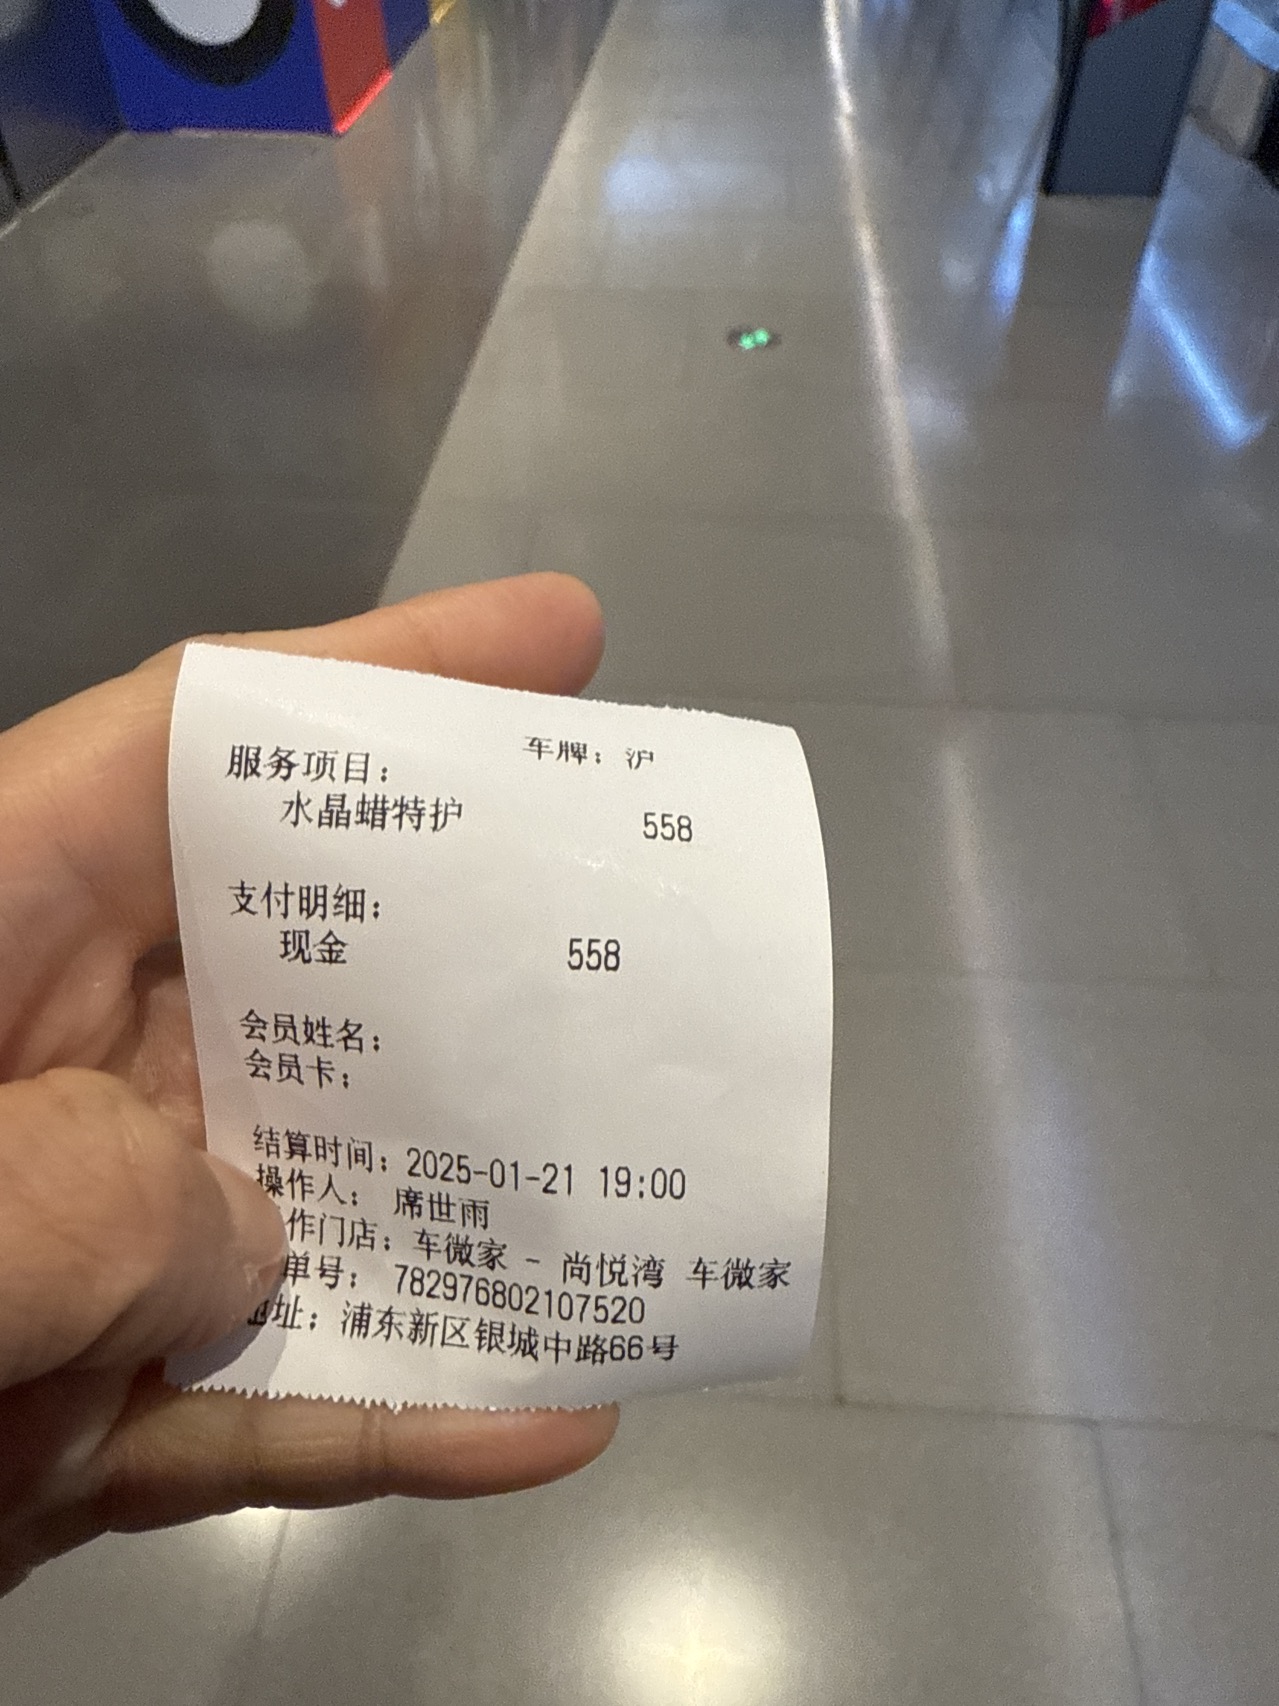 车牌：沪
服务项目：
水晶蜡特护 558
支付明细：
现金 558
会员姓名：
会员卡：
结算时间：2025-01-21 19:00
操作人： 席世雨
作门店：车微家 - 尚悦湾 车微家
单号： 782976802107520
地址：浦东新区银城中路66号